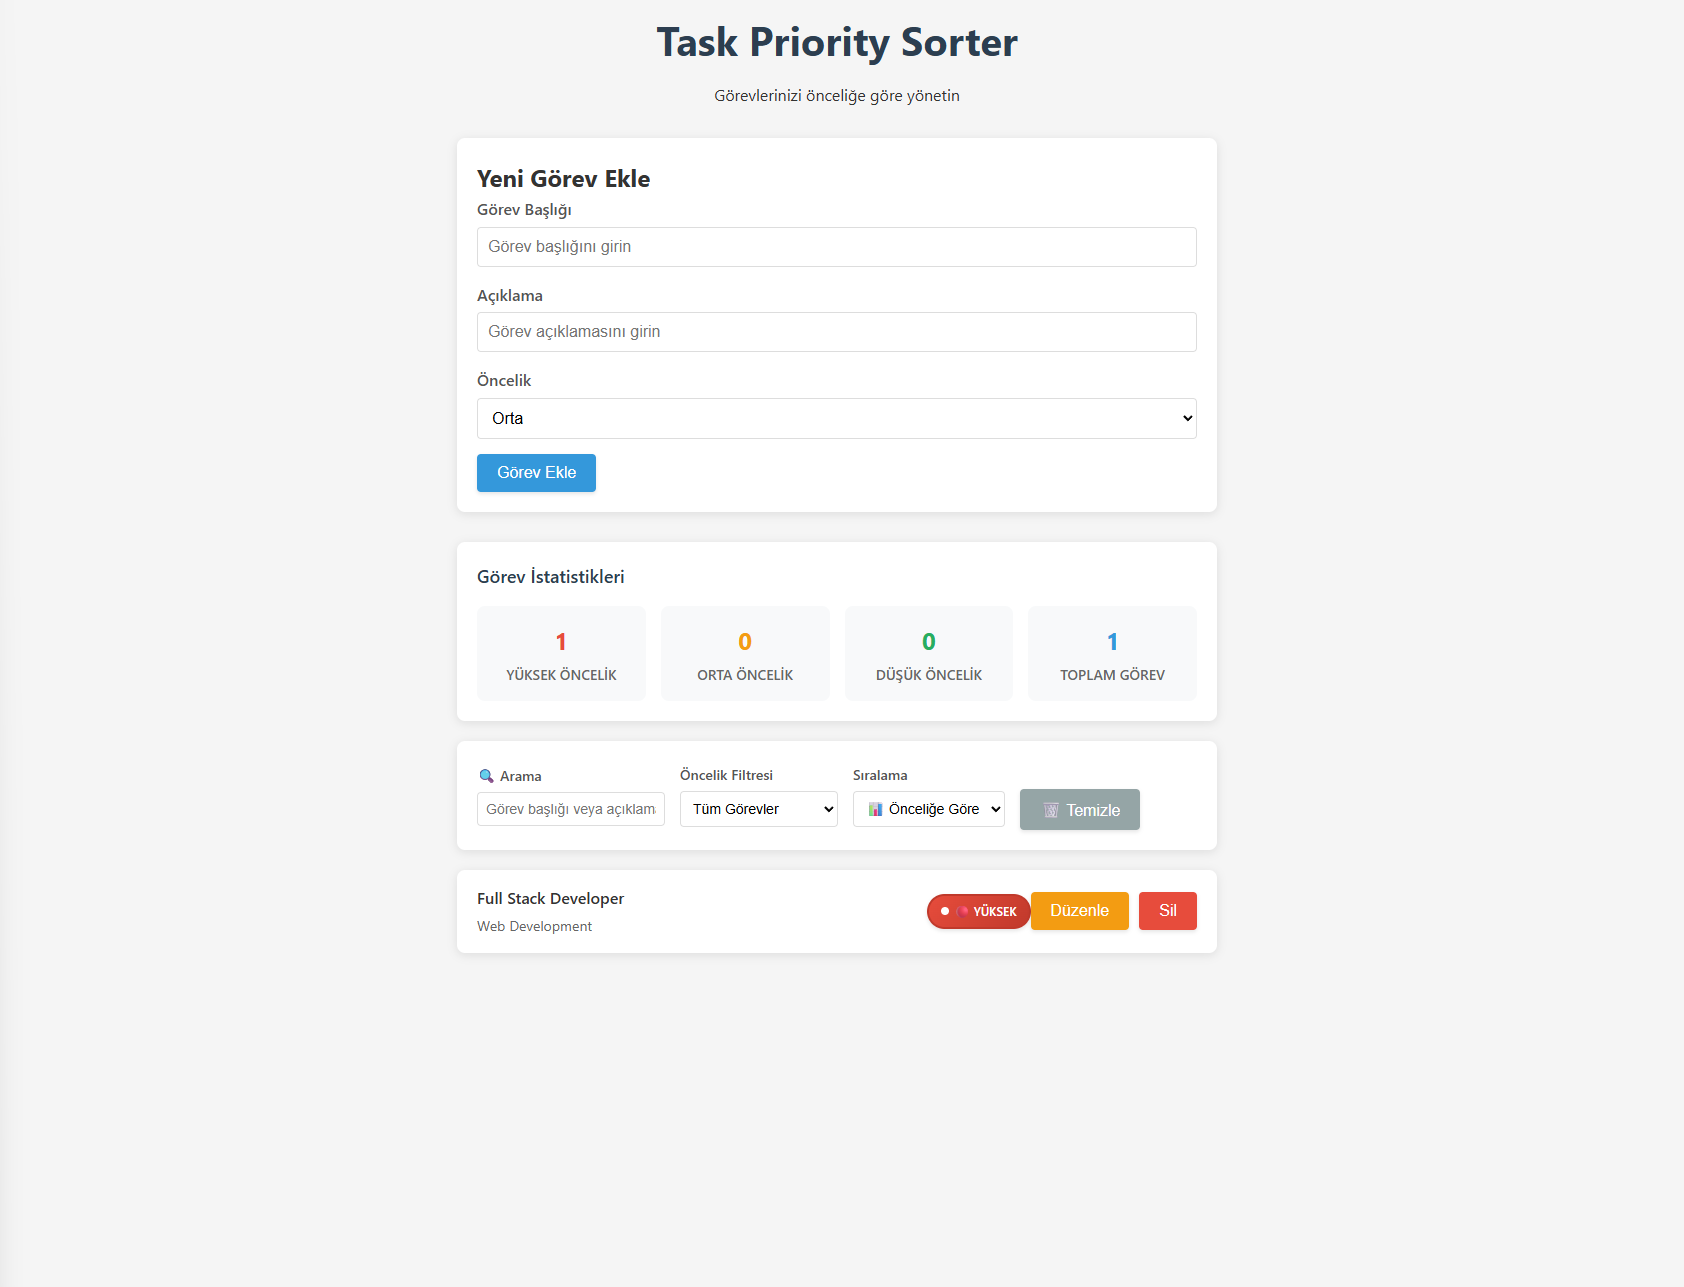 Task Priority Sorter
Görevlerinizi önceliğe göre yönetin
Yeni Görev Ekle
Görev Başlığı
Görev başlığını girin
Açıklama
Görev açıklamasını girin
Öncelik
Orta
Görev Ekle
Görev İstatistikleri
1
YÜKSEK ÖNCELİK
0
ORTA ÖNCELİK
0
DÜŞÜK ÖNCELİK
1
TOPLAM GÖREV
🔍 Arama
Görev başlığı veya açıklam
Öncelik Filtresi
Tüm Görevler
Sıralama
📊 Önceliğe Göre
🗑️ Temizle
Full Stack Developer
Web Development
🔴 YÜKSEK
Düzenle
Sil